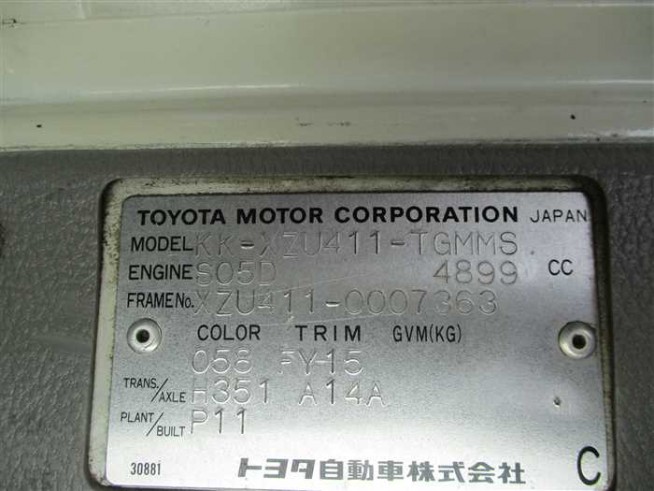 TOYOTA MOTOR CORPORATION JAPAN
MODEL KK-XZU411-TGMMS
ENGINE S05D 4899 CC
FRAME No. XZU411-0007363
COLOR TRIM GVM(KG)
058 FY15
TRANS./AXLE H351 A14A
PLANT/BUILT P11
30881 トヨタ自動車株式会社 C